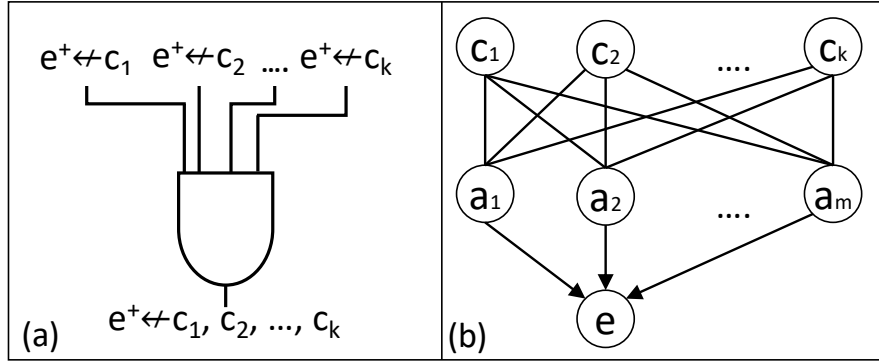 e⁺↚c₁ e⁺↚c₂ .... e⁺↚cₖ
e⁺↚c₁, c₂, ..., cₖ
(a)
c₁ c₂ .... cₖ
a₁ a₂ .... aₘ
e
(b)